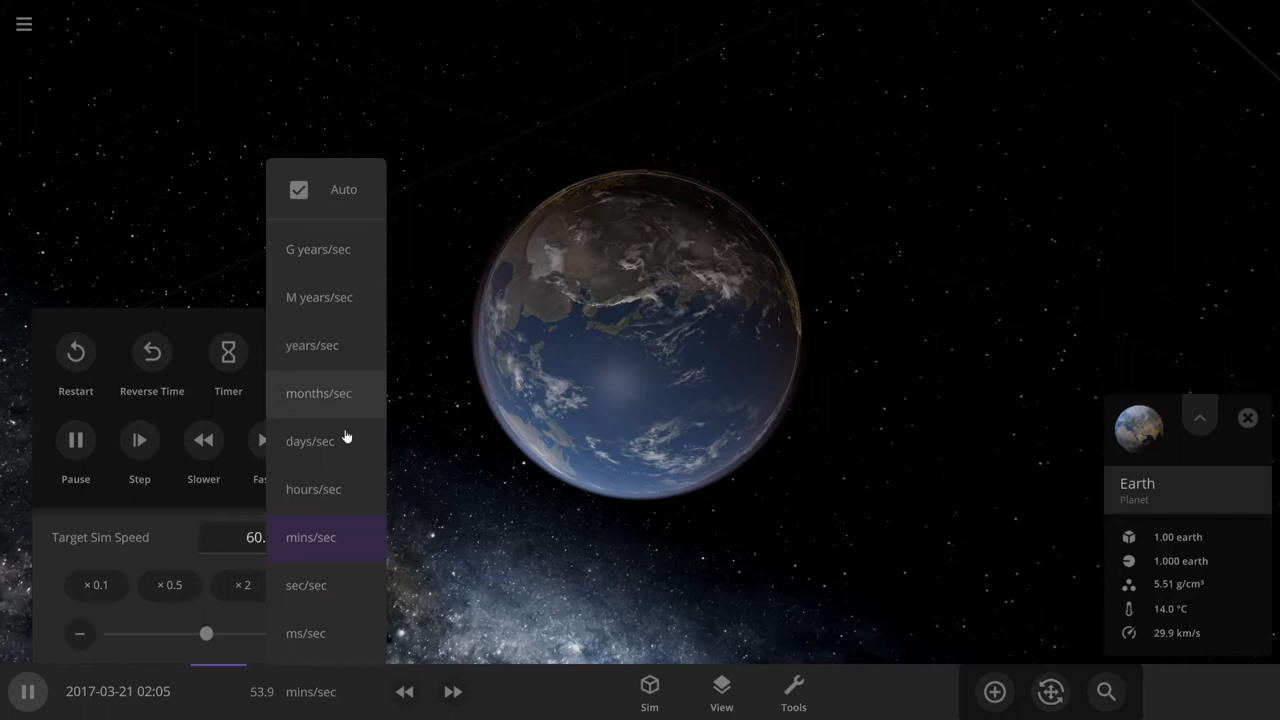 Auto
G years/sec
M years/sec
years/sec
months/sec
days/sec
hours/sec
mins/sec
sec/sec
ms/sec
Restart
Reverse Time
Timer
Pause
Step
Slower
Fas
Target Sim Speed
60.
× 0.1
× 0.5
× 2
Earth
Planet
1.00 earth
1.000 earth
5.51 g/cm³
14.0 °C
29.9 km/s
2017-03-21 02:05
53.9 mins/sec
Sim
View
Tools